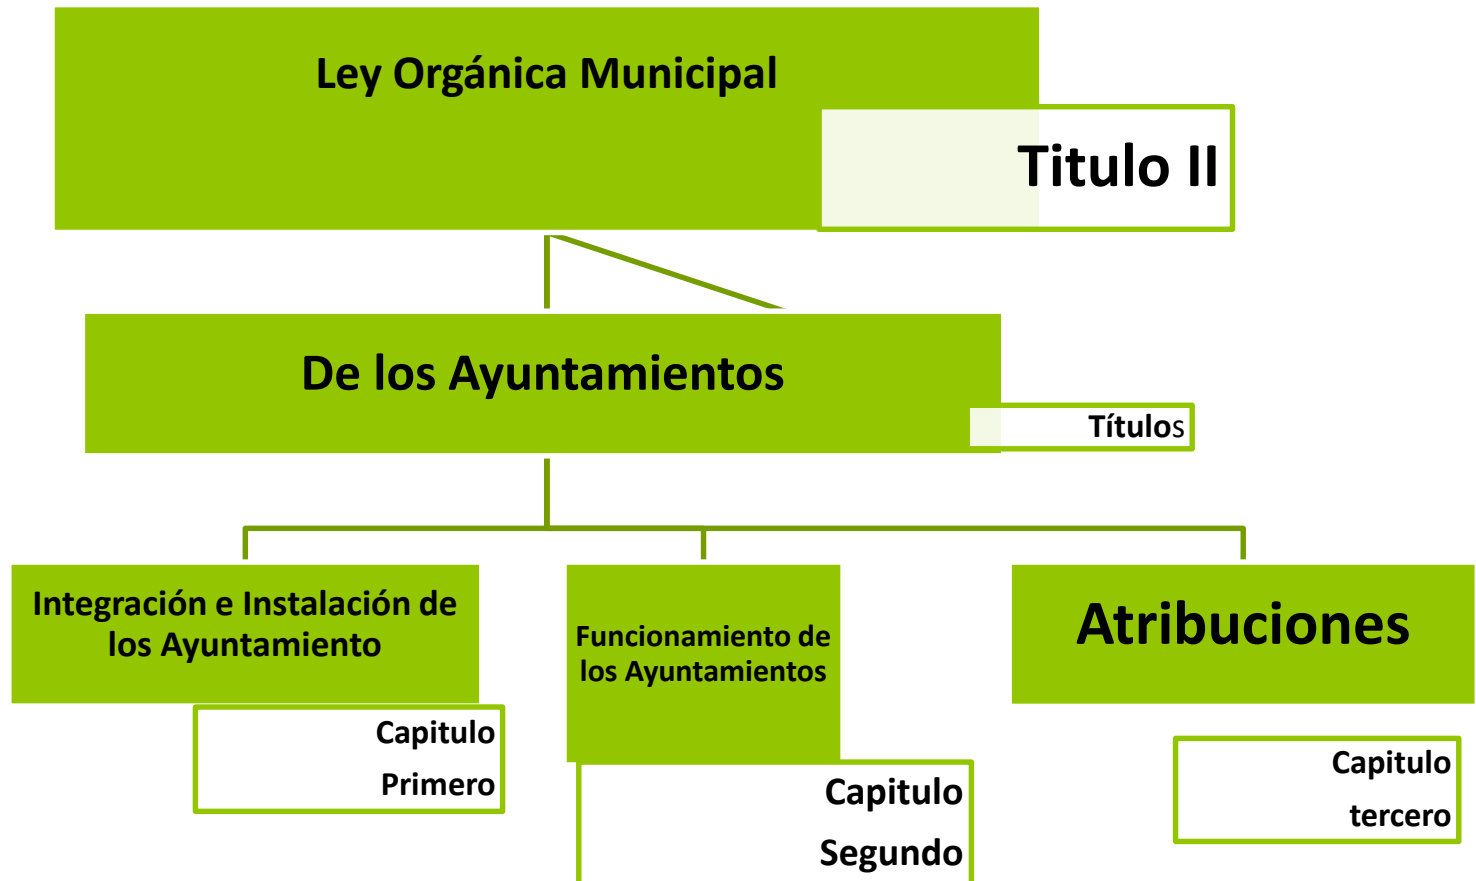 Ley Orgánica Municipal
Titulo II
De los Ayuntamientos
Títulos
Integración e Instalación de
los Ayuntamiento
Capitulo
Primero
Funcionamiento de
los Ayuntamientos
Capitulo
Segundo
Atribuciones
Capitulo
tercero